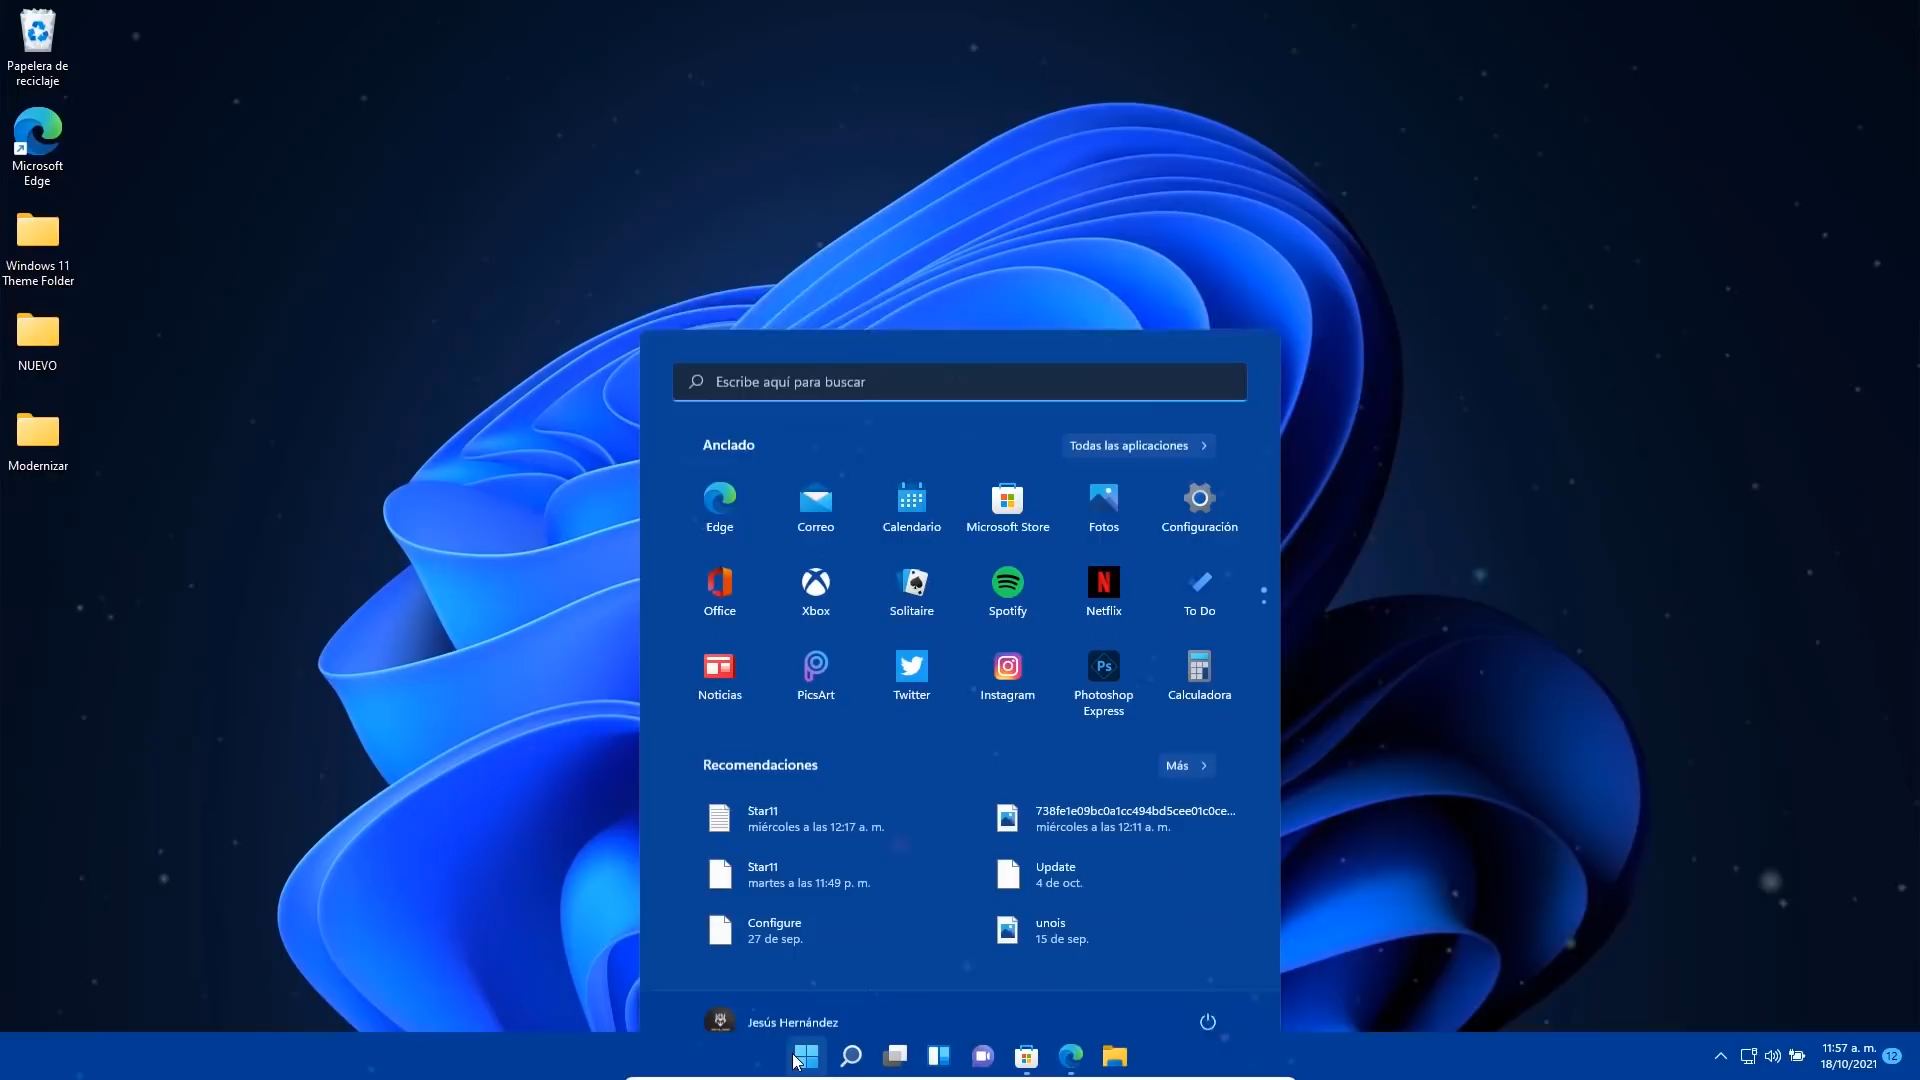 Papelera de
reciclaje
Microsoft
Edge
Windows 11
Theme Folder
NUEVO
Modernizar
Escribe aquí para buscar
Anclado
Todas las aplicaciones
Edge
Correo
Calendario
Microsoft Store
Fotos
Configuración
Office
Xbox
Solitaire
Spotify
Netflix
To Do
Noticias
PicsArt
Twitter
Instagram
Photoshop
Express
Calculadora
Recomendaciones
Más
Star11
miércoles a las 12:17 a. m.
738fe1e09bc0a1cc494bd5cee01c0ce...
miércoles a las 12:11 a. m.
Star11
martes a las 11:49 p. m.
Update
4 de oct.
Configure
27 de sep.
unois
15 de sep.
Jesús Hernández
11:57 a. m.
18/10/2021
12